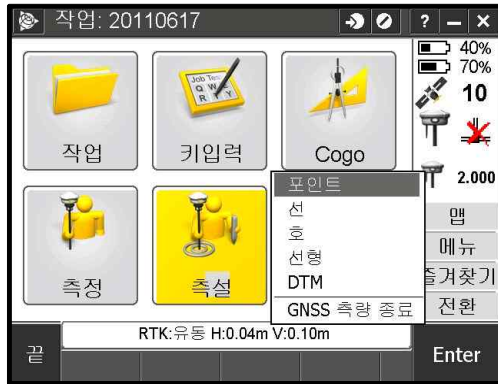 작업: 20110617
? – ×
40%
70%
10
2.000
Job Tes
Q W E
R T Y
작업
키입력
Cogo
측정
측설
포인트
선
호
선형
DTM
GNSS 측량 종료
맵
메뉴
즐겨찾기
전환
RTK:유동 H:0.04m V:0.10m
끝
Enter